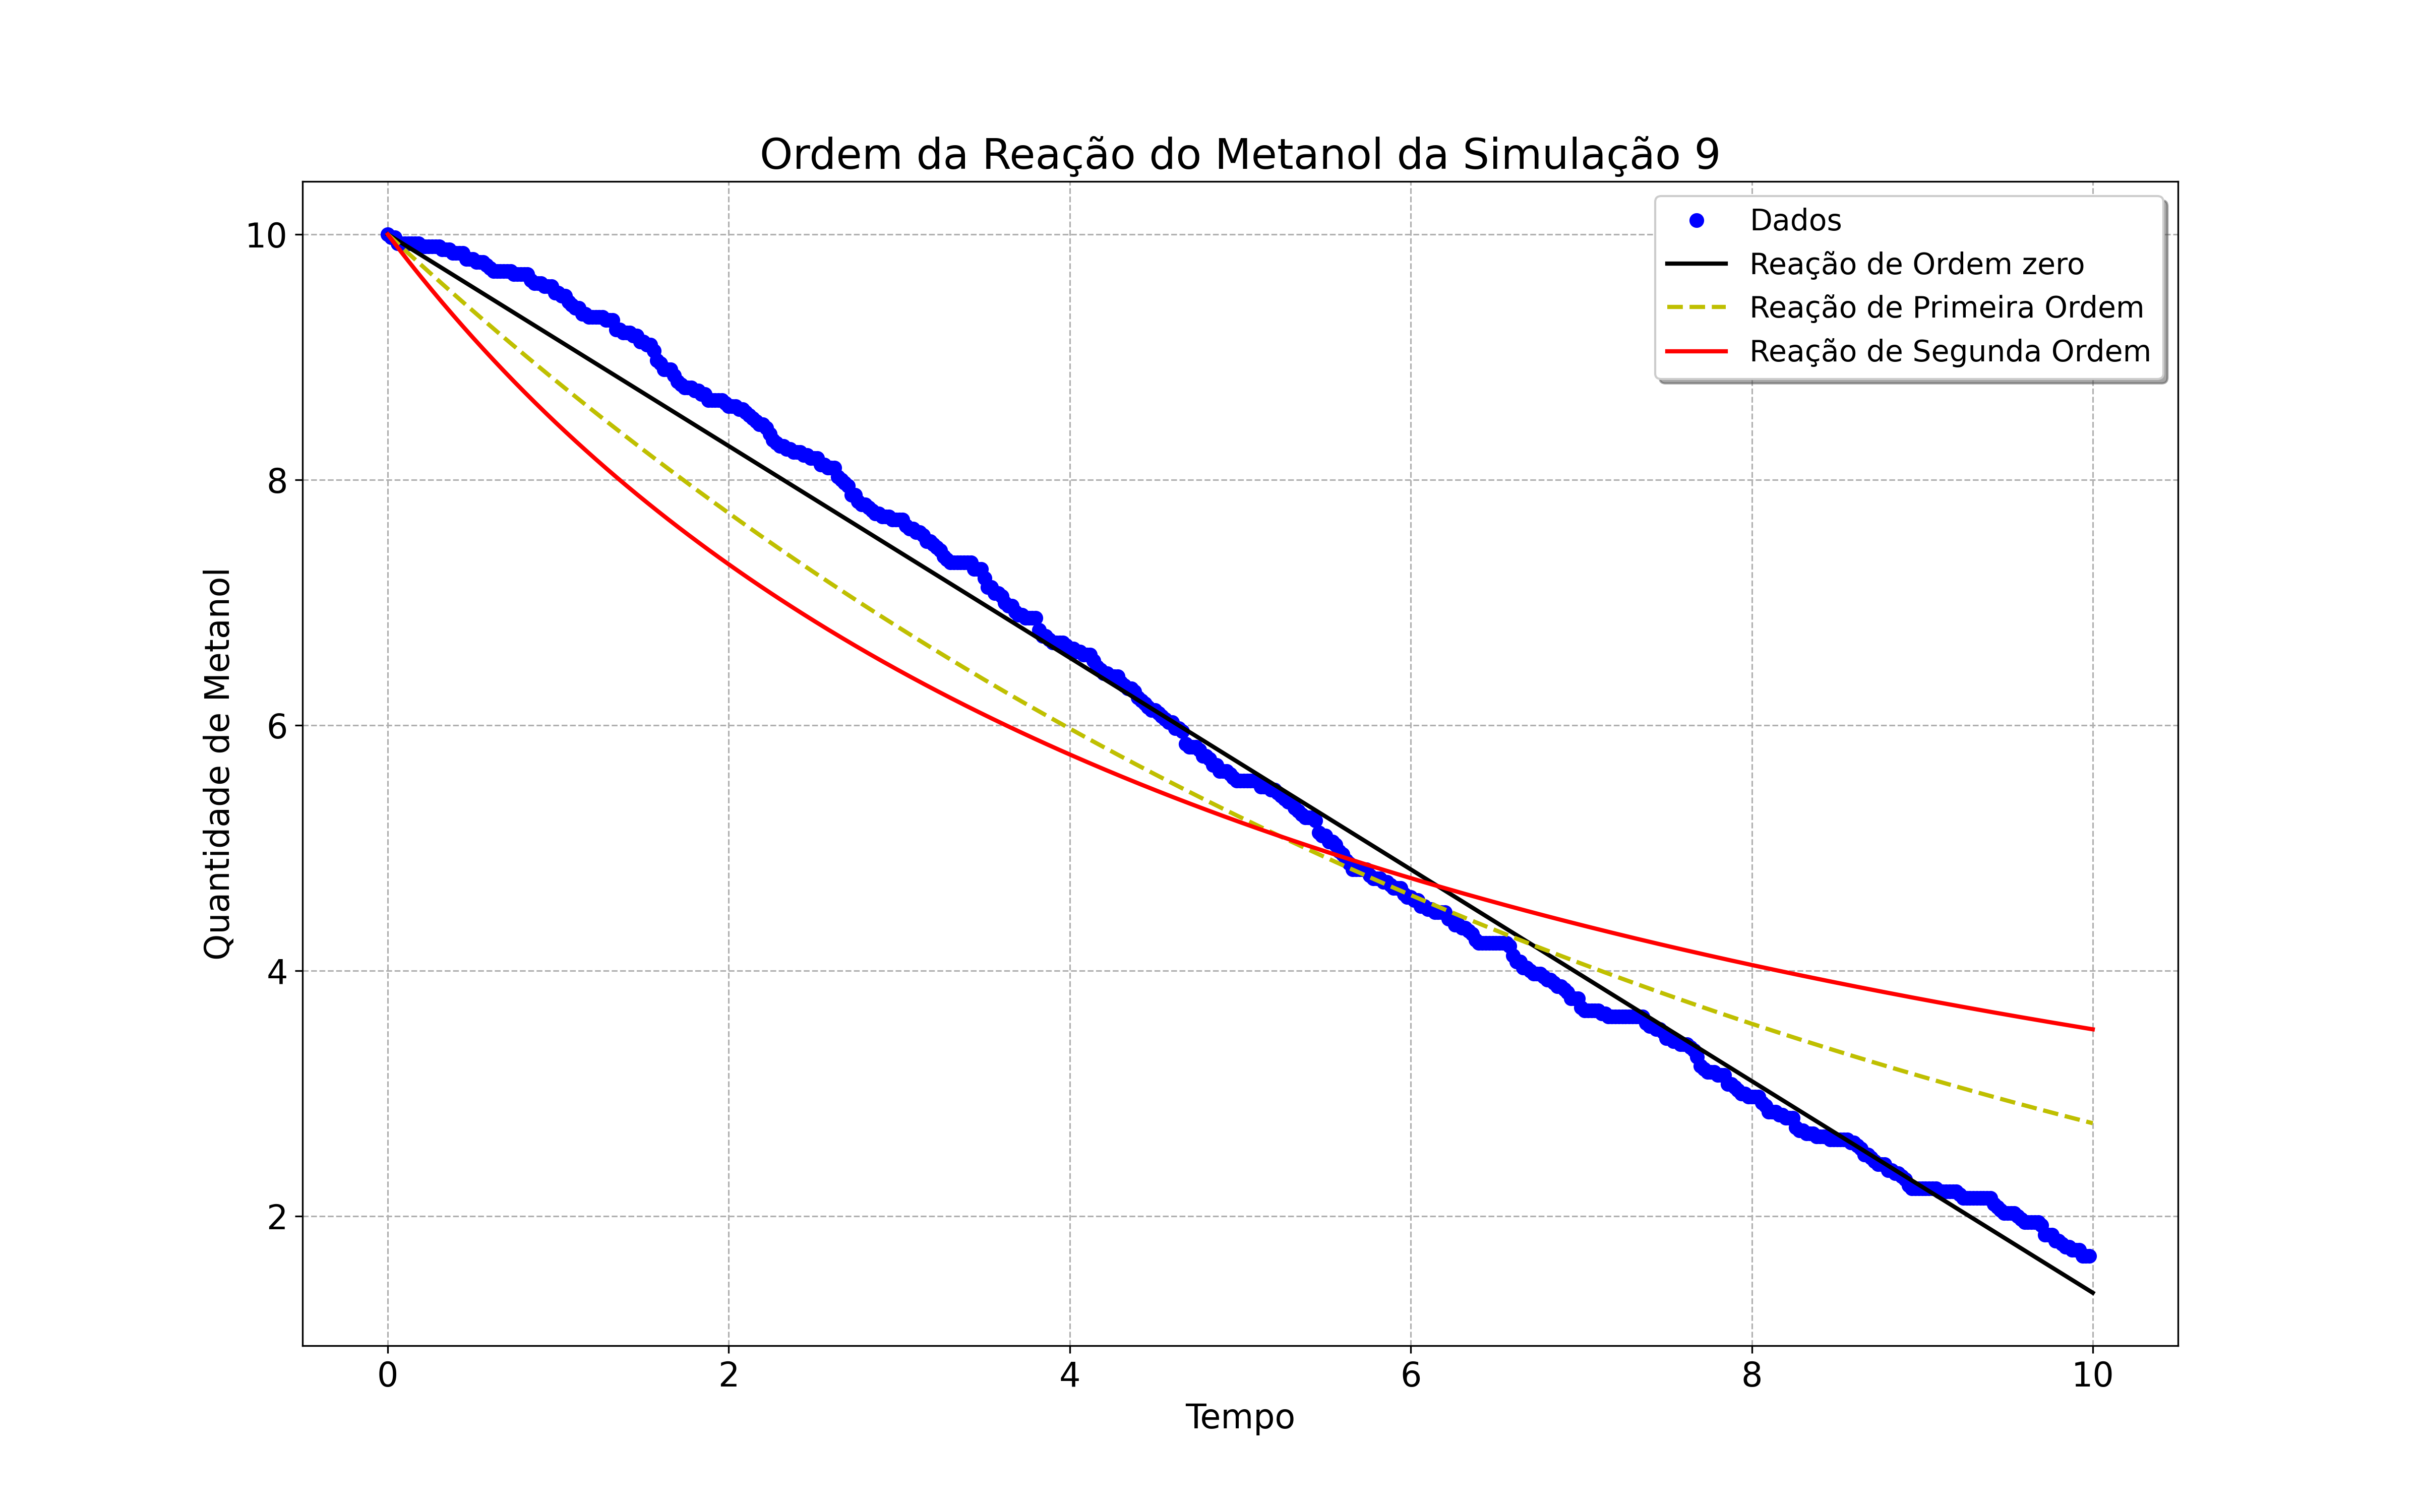 Ordem da Reação do Metanol da Simulação 9
Dados
Reação de Ordem zero
Reação de Primeira Ordem
Reação de Segunda Ordem
Quantidade de Metanol
10
8
6
4
2
0
2
4
6
8
10
Tempo